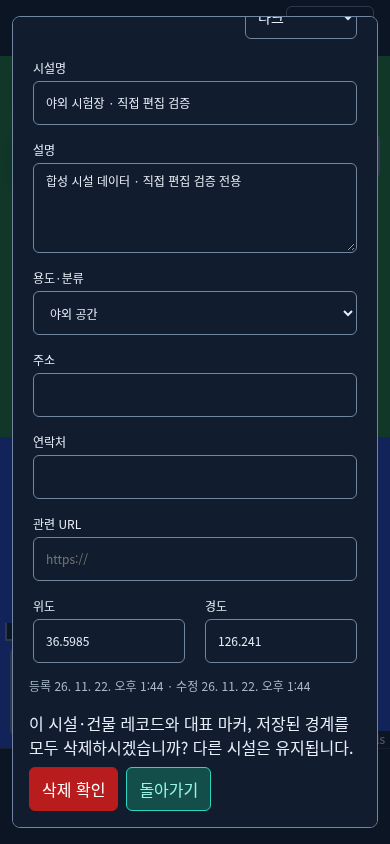 다크
시설명
야외 시험장 · 직접 편집 검증
설명
합성 시설 데이터 · 직접 편집 검증 전용
용도·분류
야외 공간
주소
연락처
관련 URL
https://
위도
경도
36.5985
126.241
등록 26. 11. 22. 오후 1:44 · 수정 26. 11. 22. 오후 1:44
이 시설·건물 레코드와 대표 마커, 저장된 경계를
모두 삭제하시겠습니까? 다른 시설은 유지됩니다.
삭제 확인
돌아가기